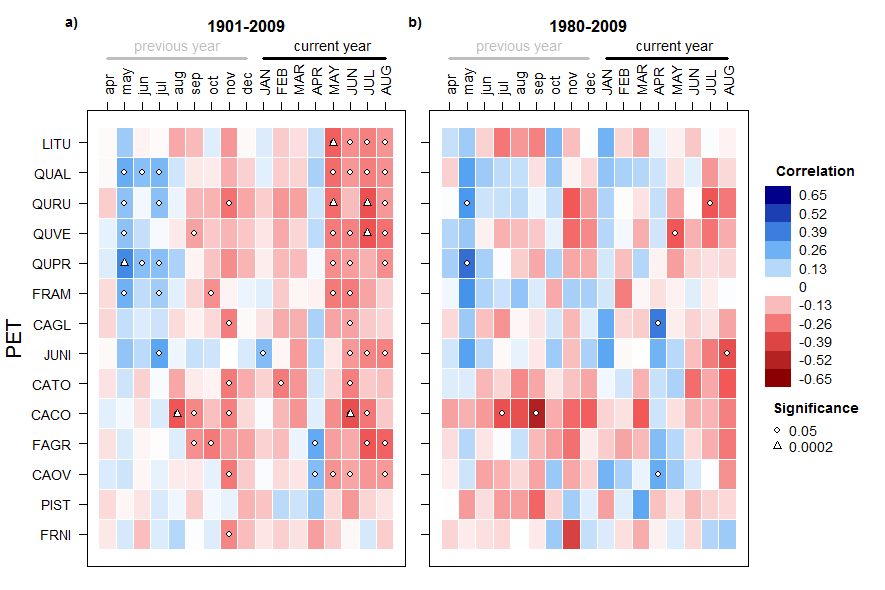 a) 1901-2009 b) 1980-2009
previous year current year previous year current year
apr may jun jul aug sep oct nov dec JAN FEB MAR APR MAY JUN JUL AUG apr may jun jul aug sep oct nov dec JAN FEB MAR APR MAY JUN JUL AUG
PET
LITU
QUAL
QURU
QUVE
QUPR
FRAM
CAGL
JUNI
CATO
CACO
FAGR
CAOV
PIST
FRNI
Correlation
0.65
0.52
0.39
0.26
0.13
0
-0.13
-0.26
-0.39
-0.52
-0.65
Significance
0.05
0.0002